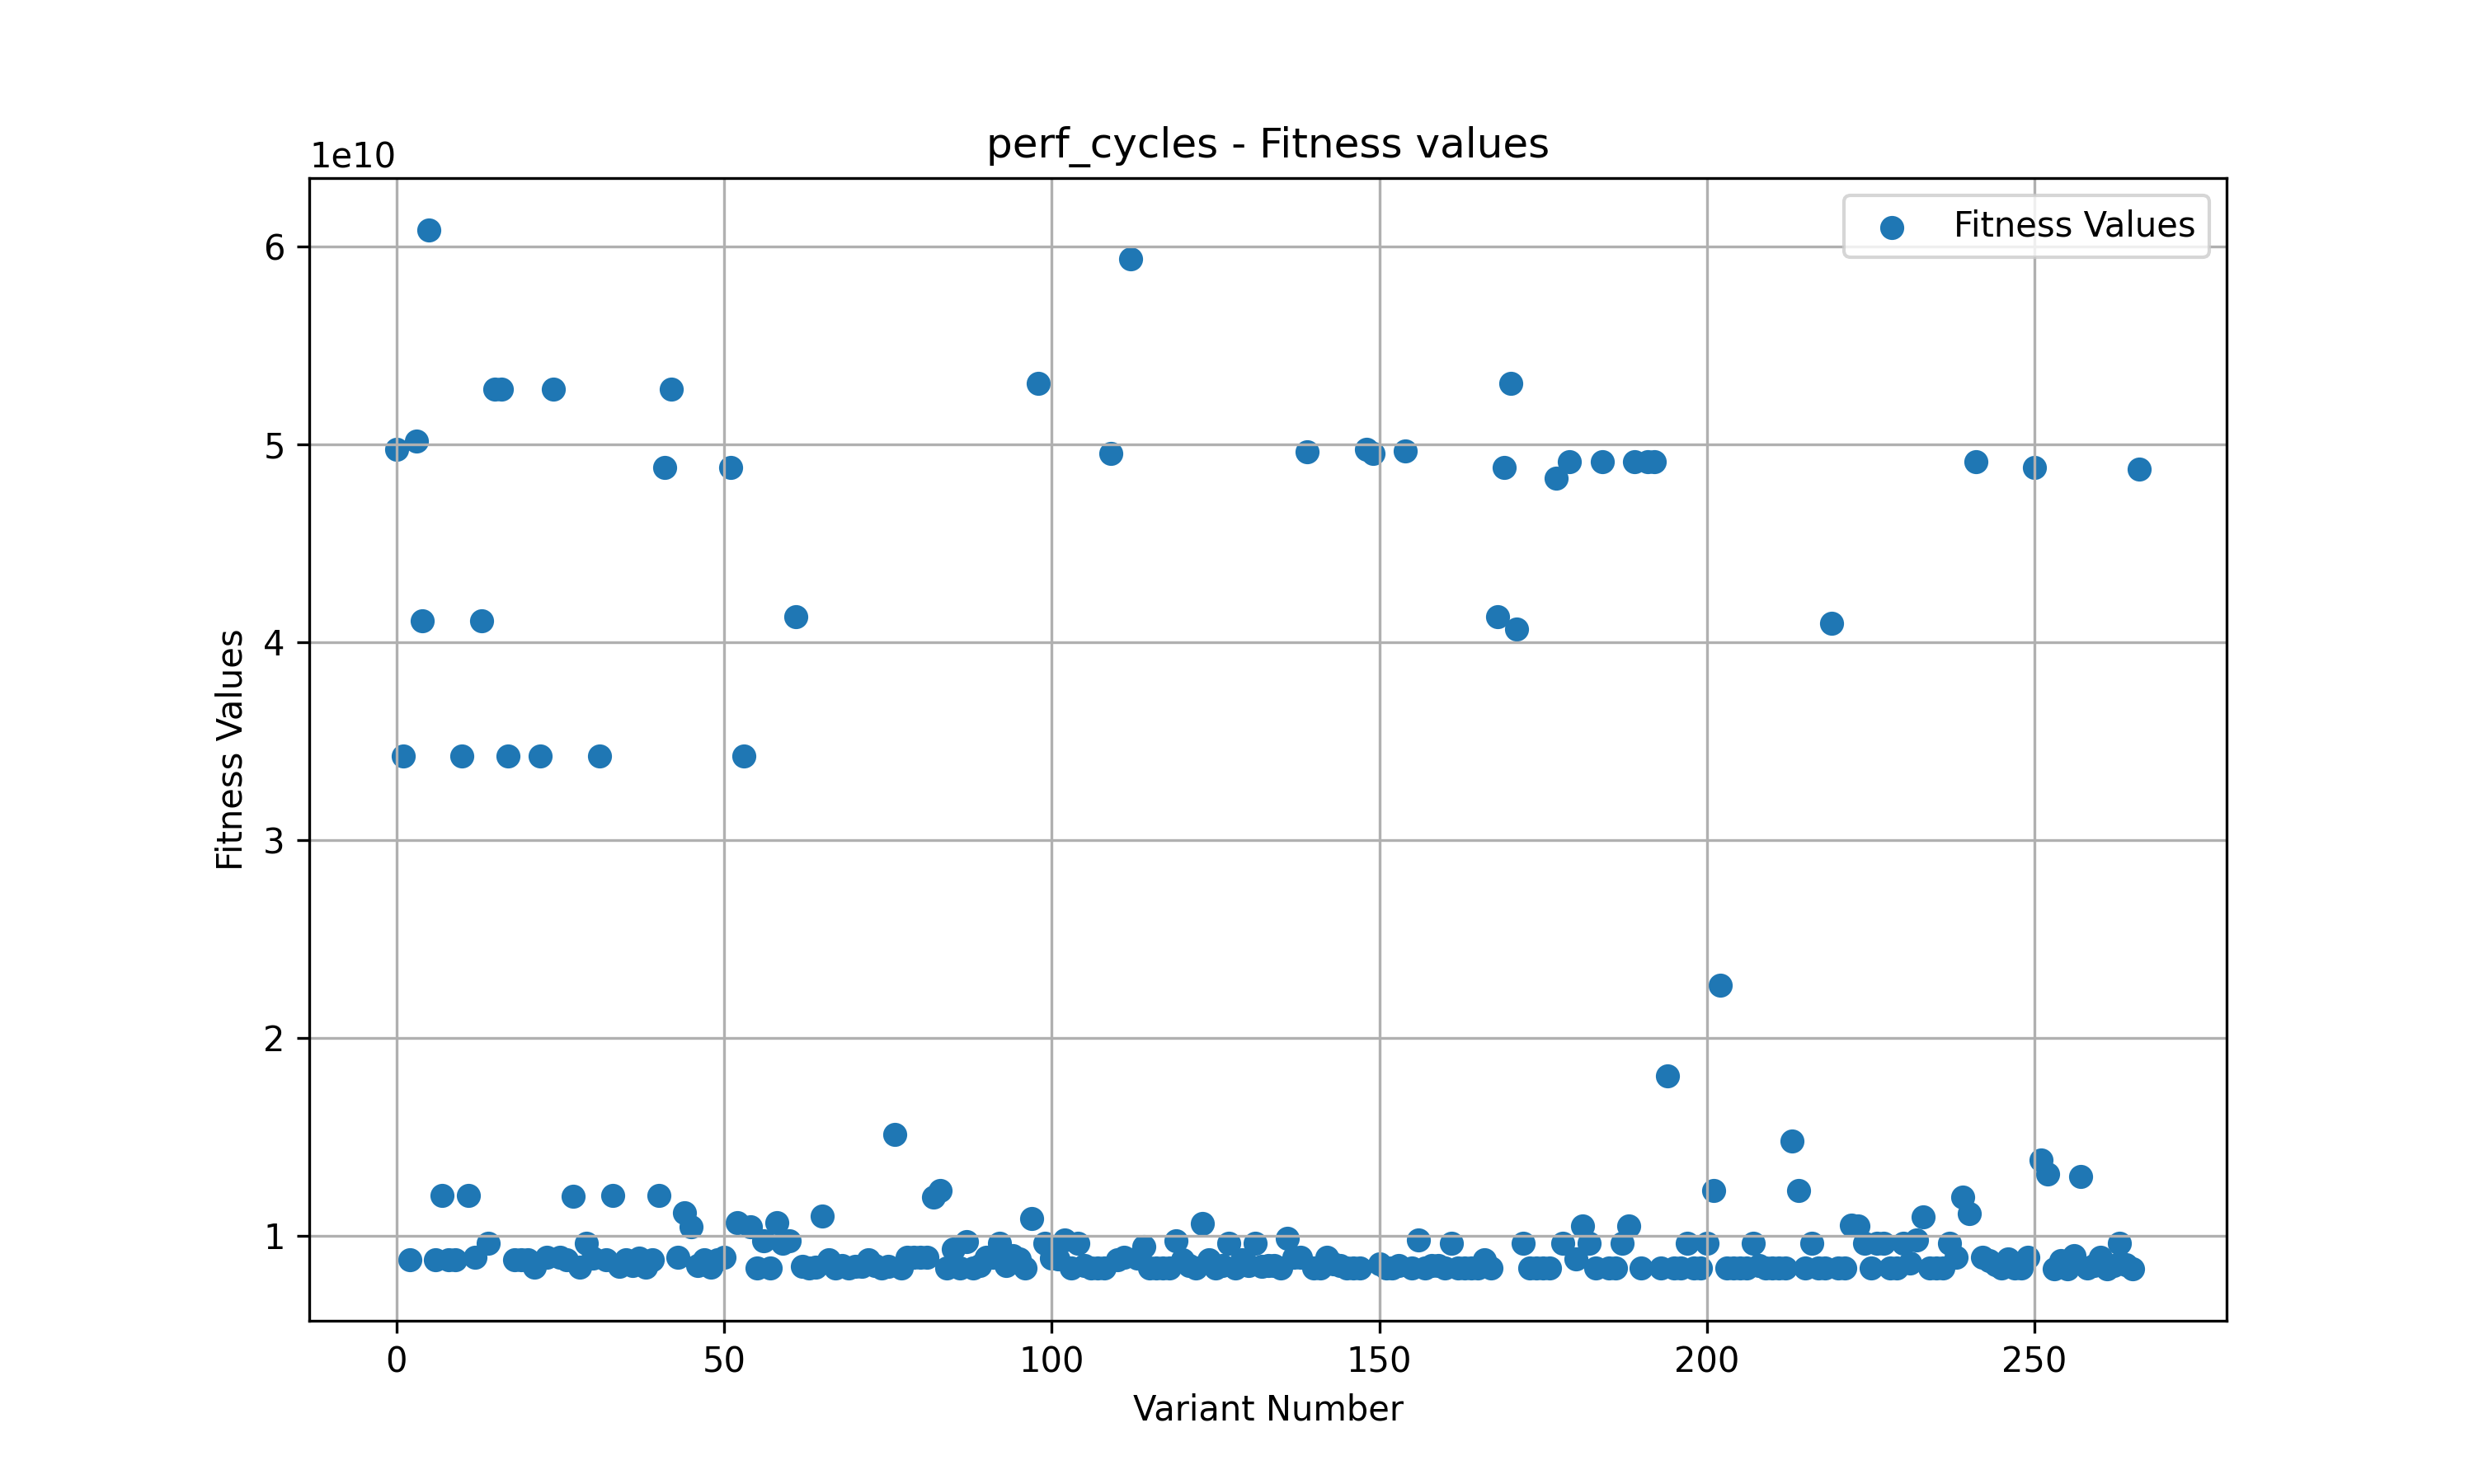 perf_cycles - Fitness values
1e10
Fitness Values
6
5
4
3
2
1
Fitness Values
0 50 100 150 200 250
Variant Number